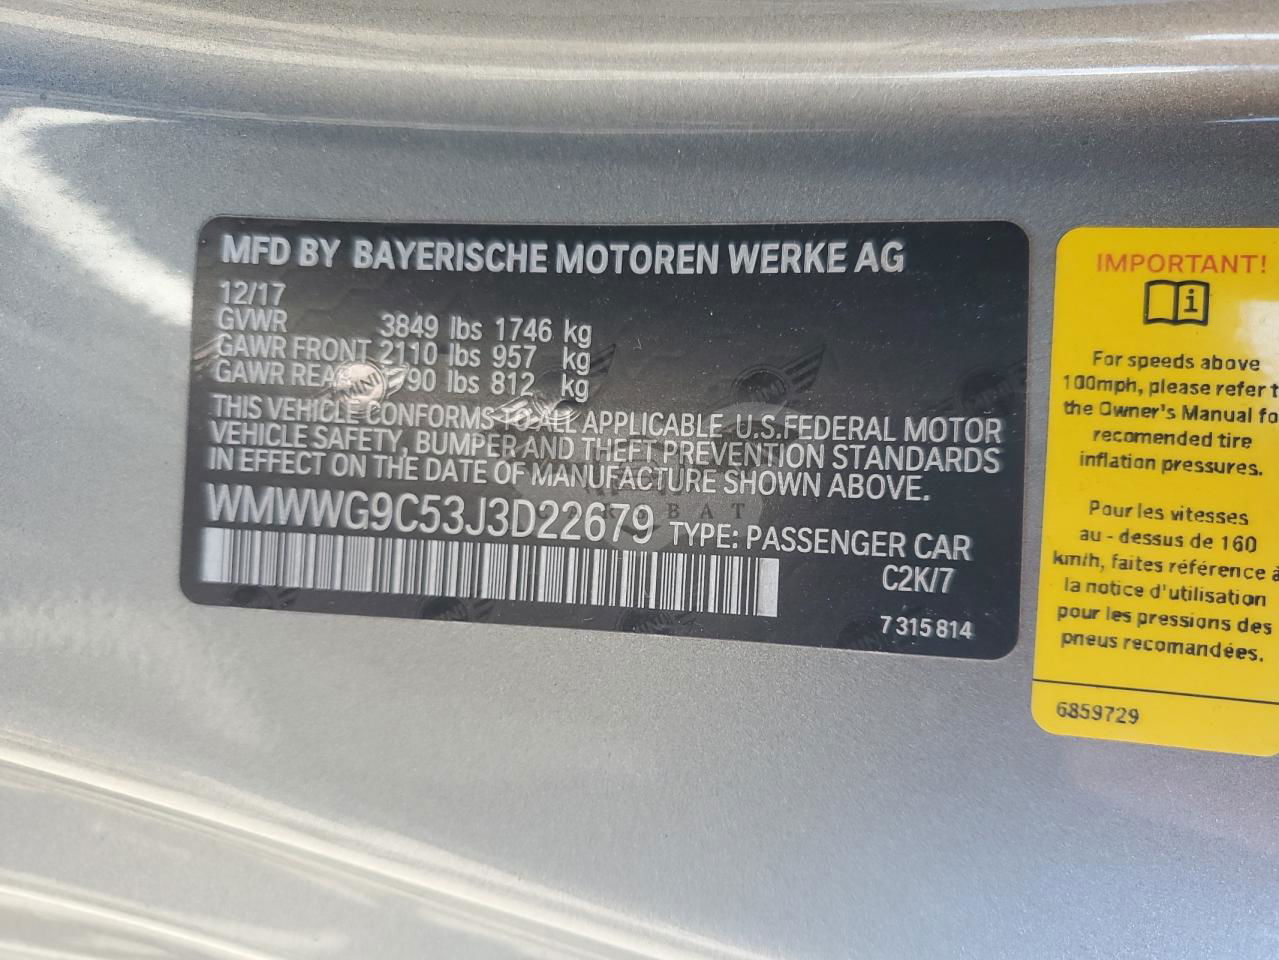 MFD BY BAYERISCHE MOTOREN WERKE AG
12/17
GVWR 3849 lbs 1746 kg
GAWR FRONT 2110 lbs 957 kg
GAWR REAR 1790 lbs 812 kg
THIS VEHICLE CONFORMS TO ALL APPLICABLE U.S.FEDERAL MOTOR
VEHICLE SAFETY, BUMPER AND THEFT PREVENTION STANDARDS
IN EFFECT ON THE DATE OF MANUFACTURE SHOWN ABOVE.
WMWWG9C53J3D22679 TYPE: PASSENGER CAR
C2K/7
7 315 814
IMPORTANT!
For speeds above
100mph, please refer t
the Owner's Manual fo
recomended tire
inflation pressures.
Pour les vitesses
au - dessus de 160
km/h, faites référence à
la notice d'utilisation
pour les pressions des
pneus recomandées.
6859729